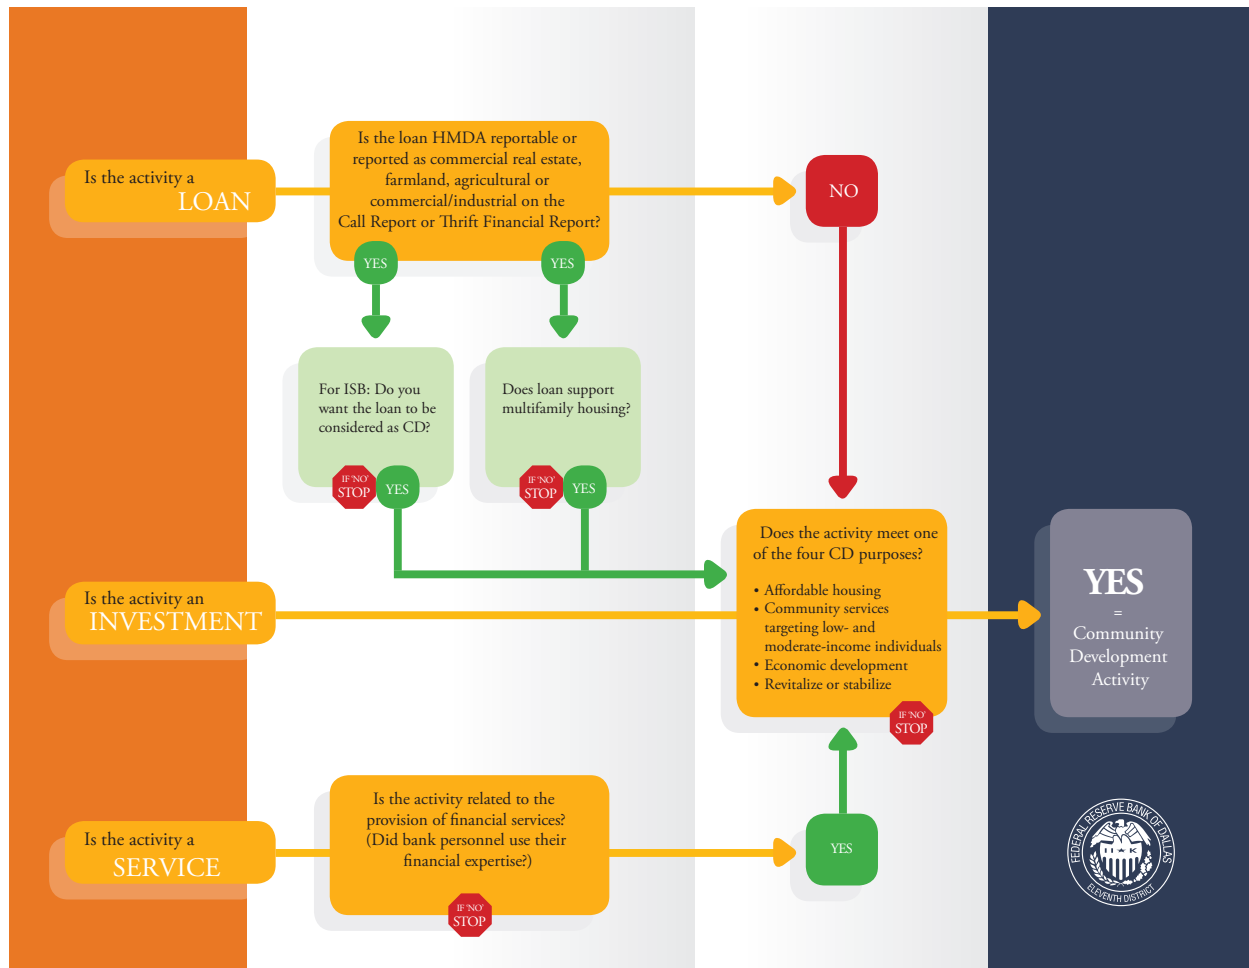 Is the activity a
LOAN
Is the loan HMDA reportable or
reported as commercial real estate,
farmland, agricultural or
commercial/industrial on the
Call Report or Thrift Financial Report?
NO
YES
YES
For ISB: Do you
want the loan to be
considered as CD?
IF 'NO'
STOP
YES
Does loan support
multifamily housing?
IF 'NO'
STOP
YES
Is the activity an
INVESTMENT
Does the activity meet one
of the four CD purposes?
• Affordable housing
• Community services
targeting low- and
moderate-income individuals
• Economic development
• Revitalize or stabilize
IF 'NO'
STOP
YES
=
Community
Development
Activity
Is the activity a
SERVICE
Is the activity related to the
provision of financial services?
(Did bank personnel use their
financial expertise?)
IF 'NO'
STOP
YES
FEDERAL RESERVE BANK OF DALLAS
ELEVENTH DISTRICT
11★K